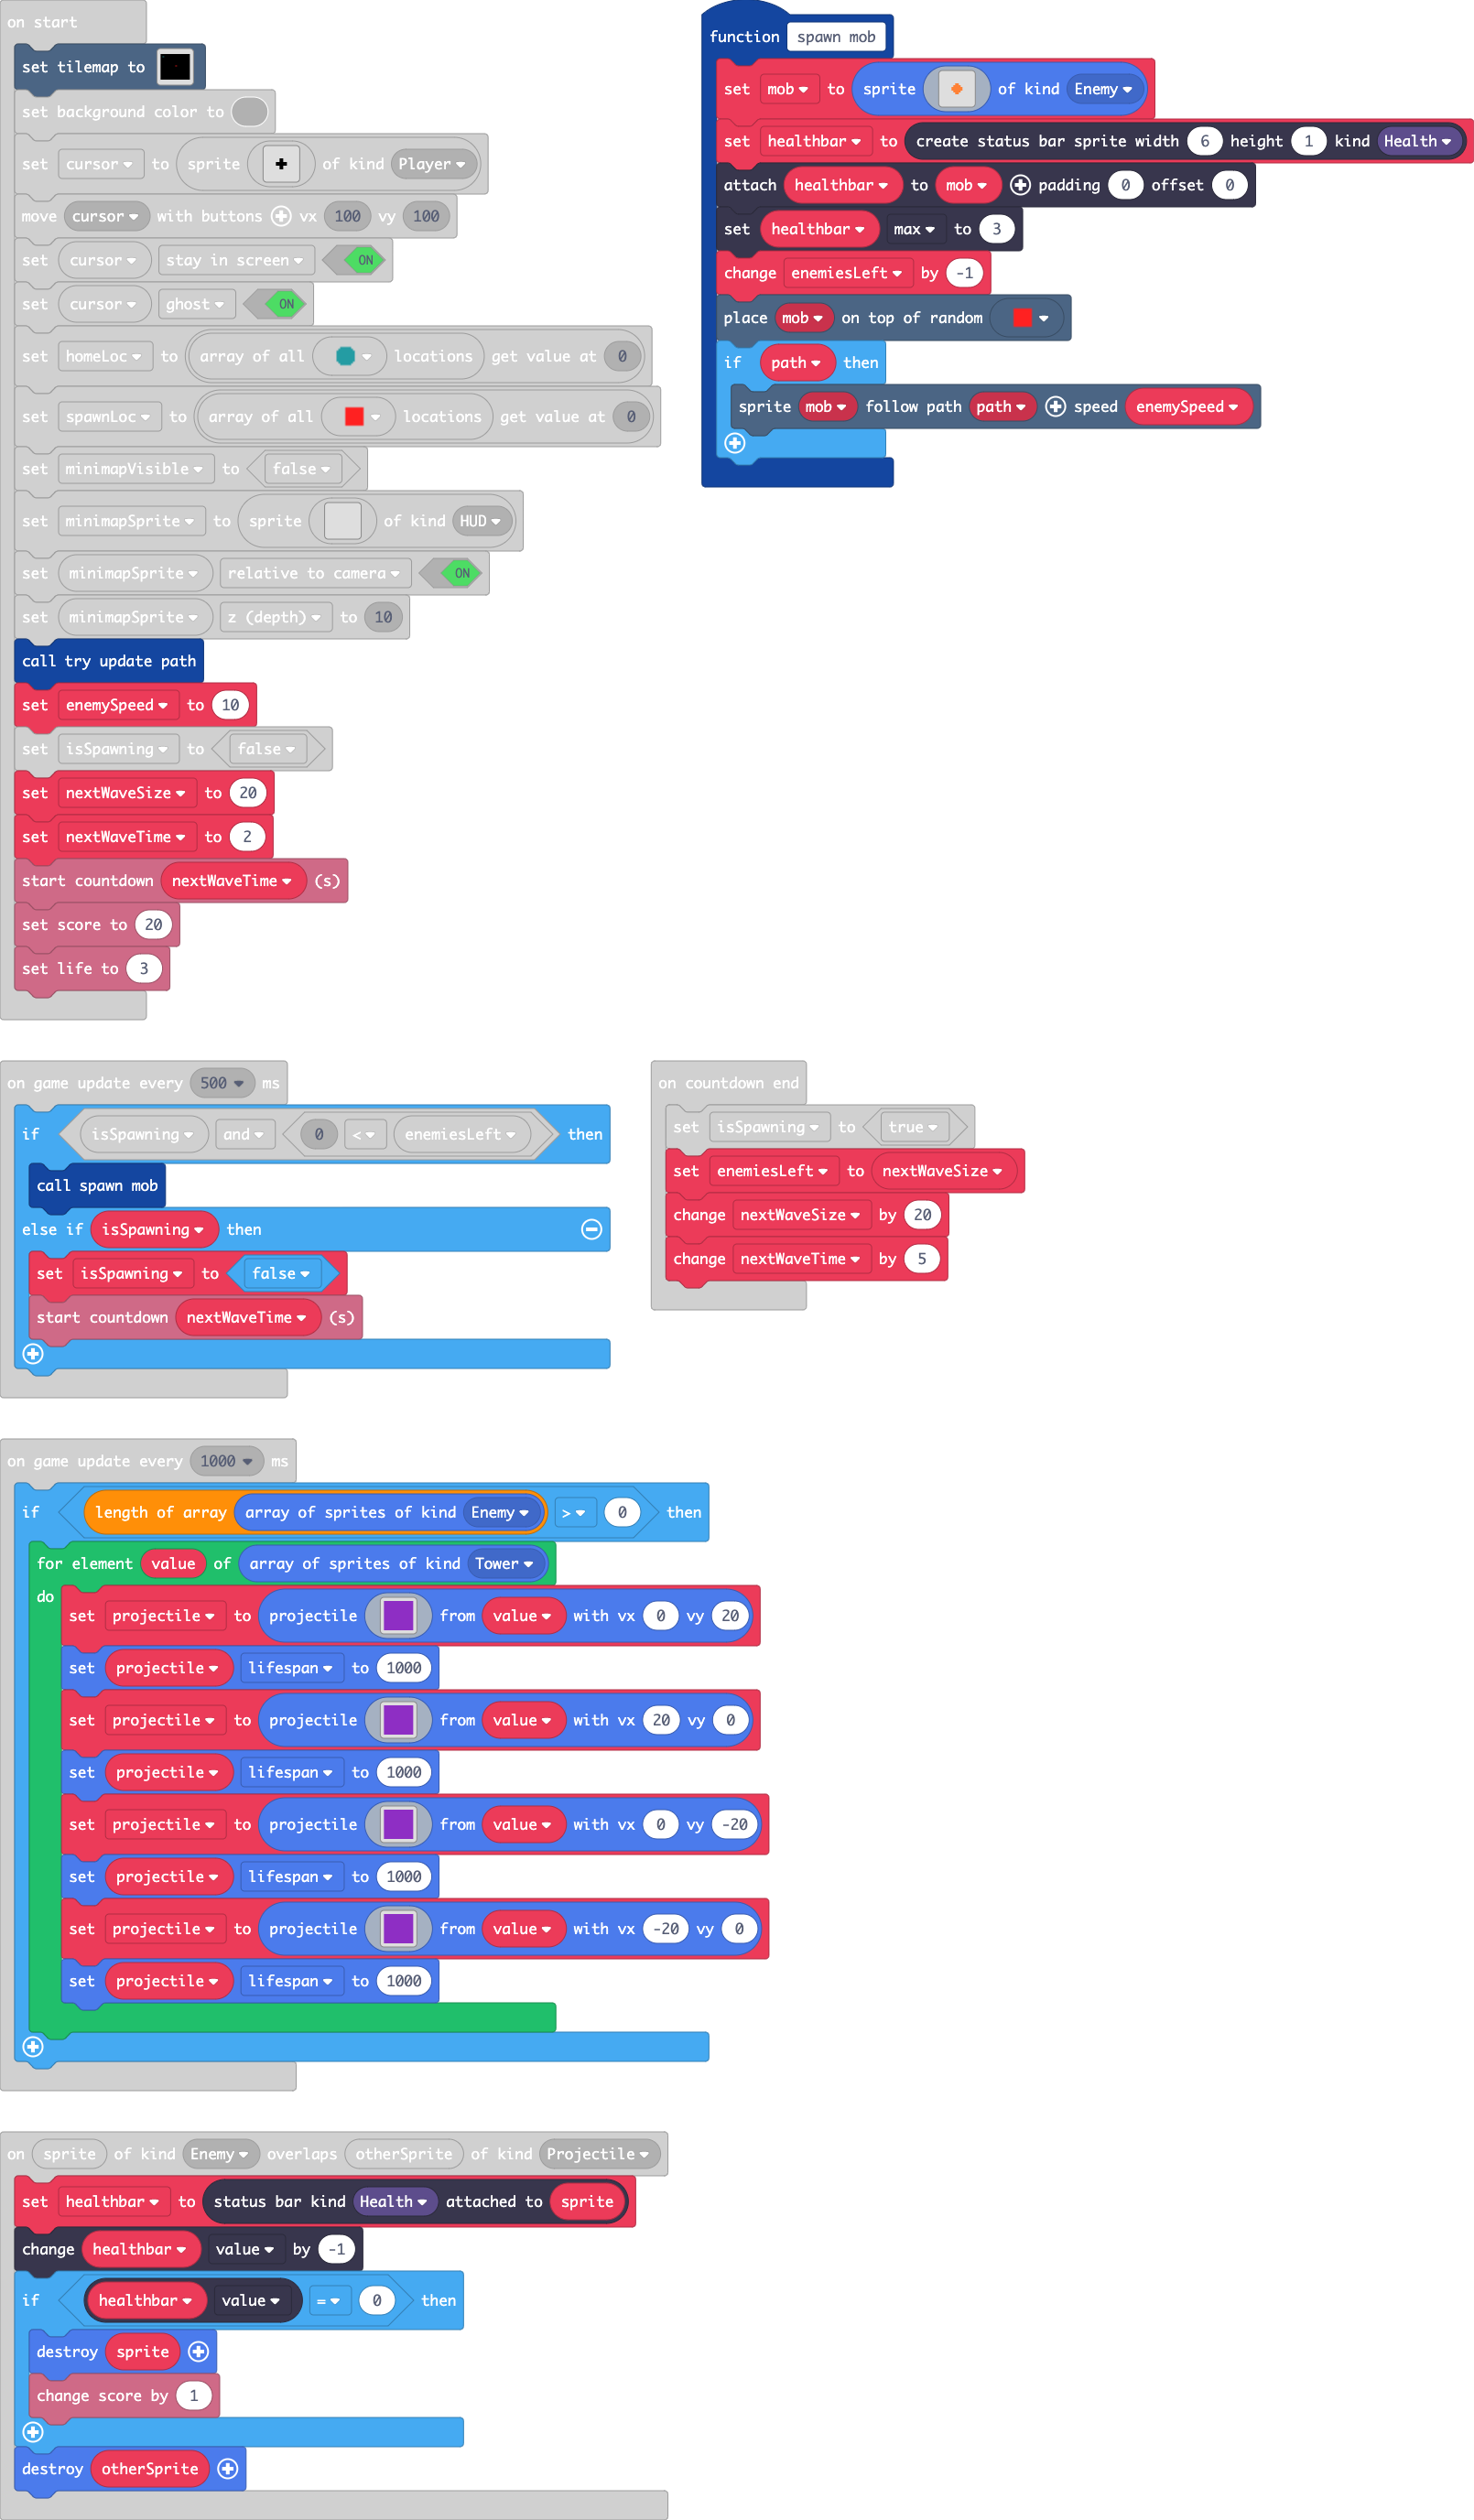 on start
set tilemap to
set background color to
set cursor to sprite of kind Player
move cursor with buttons vx 100 vy 100
set cursor stay in screen ON
set cursor ghost ON
set homeLoc to array of all locations get value at 0
set spawnLoc to array of all locations get value at 0
set minimapVisible to false
set minimapSprite to sprite of kind HUD
set minimapSprite relative to camera ON
set minimapSprite z (depth) to 10
call try update path
set enemySpeed to 10
set isSpawning to false
set nextWaveSize to 20
set nextWaveTime to 2
start countdown nextWaveTime (s)
set score to 20
set life to 3
function spawn mob
set mob to sprite of kind Enemy
set healthbar to create status bar sprite width 6 height 1 kind Health
attach healthbar to mob padding 0 offset 0
set healthbar max to 3
change enemiesLeft by -1
place mob on top of random
if path then
sprite mob follow path path speed enemySpeed
on game update every 500 ms
if isSpawning and 0 < enemiesLeft then
call spawn mob
else if isSpawning then
set isSpawning to false
start countdown nextWaveTime (s)
on countdown end
set isSpawning to true
set enemiesLeft to nextWaveSize
change nextWaveSize by 20
change nextWaveTime by 5
on game update every 1000 ms
if length of array array of sprites of kind Enemy > 0 then
for element value of array of sprites of kind Tower
do
set projectile to projectile from value with vx 0 vy 20
set projectile lifespan to 1000
set projectile to projectile from value with vx 20 vy 0
set projectile lifespan to 1000
set projectile to projectile from value with vx 0 vy -20
set projectile lifespan to 1000
set projectile to projectile from value with vx -20 vy 0
set projectile lifespan to 1000
on sprite of kind Enemy overlaps otherSprite of kind Projectile
set healthbar to status bar kind Health attached to sprite
change healthbar value by -1
if healthbar value = 0 then
destroy sprite
change score by 1
destroy otherSprite